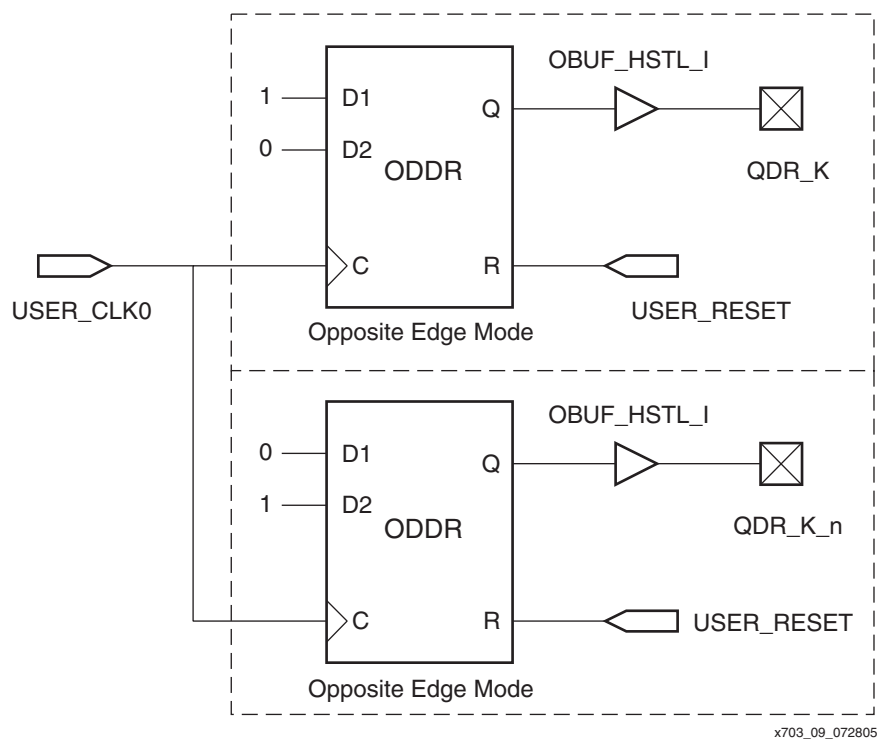 OBUF_HSTL_I
1
D1
Q
0
D2
ODDR
QDR_K
C
R
USER_CLK0
USER_RESET
Opposite Edge Mode
OBUF_HSTL_I
0
D1
Q
1
D2
ODDR
QDR_K_n
C
R
USER_RESET
Opposite Edge Mode
x703_09_072805